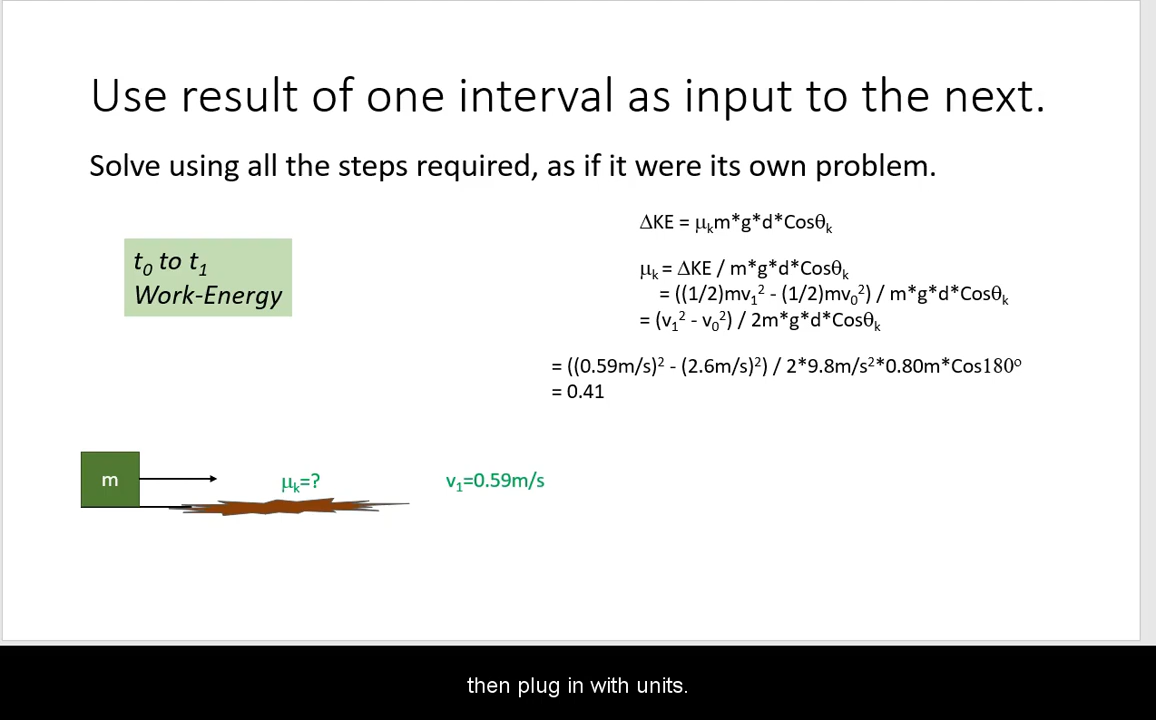 Use result of one interval as input to the next.
Solve using all the steps required, as if it were its own problem.
ΔKE = μₖm*g*d*Cosθₖ
t₀ to t₁
Work-Energy
μₖ = ΔKE / m*g*d*Cosθₖ
= ((1/2)mv₁² - (1/2)mv₀²) / m*g*d*Cosθₖ
= (v₁² - v₀²) / 2m*g*d*Cosθₖ
= ((0.59m/s)² - (2.6m/s)²) / 2*9.8m/s²*0.80m*Cos180°
= 0.41
m
μₖ=?
v₁=0.59m/s
then plug in with units.